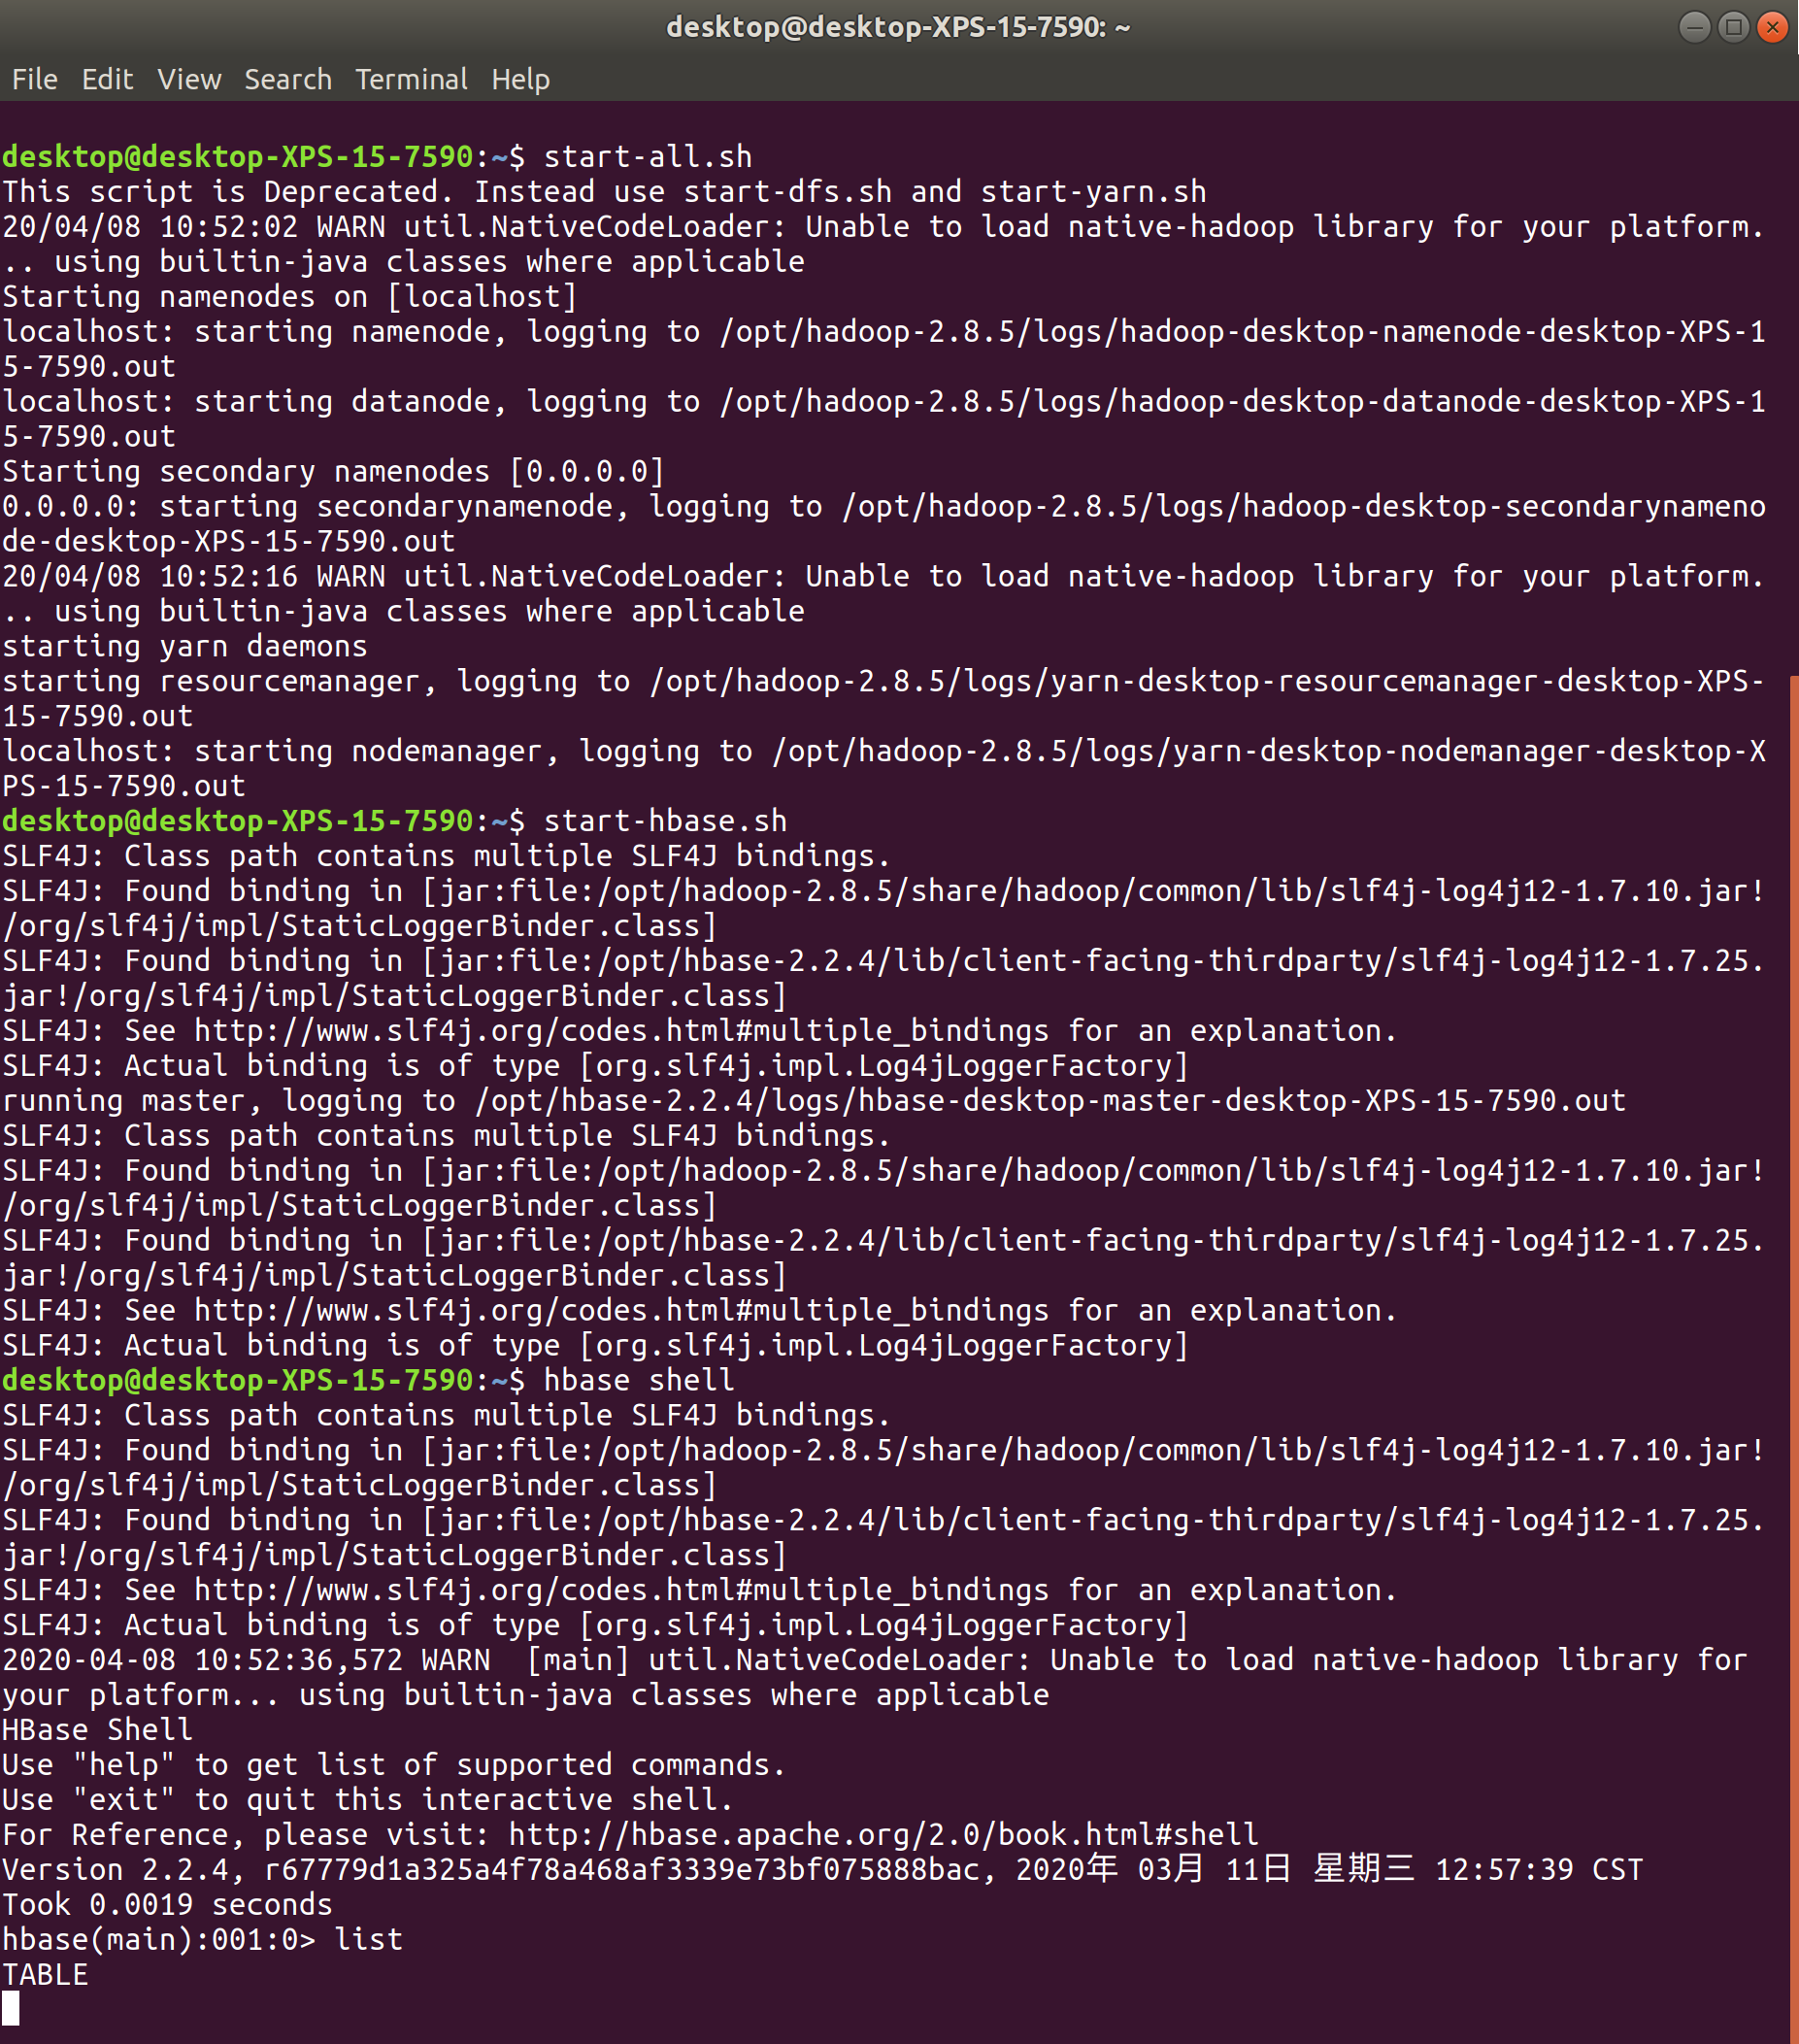 desktop@desktop-XPS-15-7590: ~
File Edit View Search Terminal Help
desktop@desktop-XPS-15-7590:~$ start-all.sh
This script is Deprecated. Instead use start-dfs.sh and start-yarn.sh
20/04/08 10:52:02 WARN util.NativeCodeLoader: Unable to load native-hadoop library for your platform.
.. using builtin-java classes where applicable
Starting namenodes on [localhost]
localhost: starting namenode, logging to /opt/hadoop-2.8.5/logs/hadoop-desktop-namenode-desktop-XPS-1
5-7590.out
localhost: starting datanode, logging to /opt/hadoop-2.8.5/logs/hadoop-desktop-datanode-desktop-XPS-1
5-7590.out
Starting secondary namenodes [0.0.0.0]
0.0.0.0: starting secondarynamenode, logging to /opt/hadoop-2.8.5/logs/hadoop-desktop-secondarynameno
de-desktop-XPS-15-7590.out
20/04/08 10:52:16 WARN util.NativeCodeLoader: Unable to load native-hadoop library for your platform.
.. using builtin-java classes where applicable
starting yarn daemons
starting resourcemanager, logging to /opt/hadoop-2.8.5/logs/yarn-desktop-resourcemanager-desktop-XPS-
15-7590.out
localhost: starting nodemanager, logging to /opt/hadoop-2.8.5/logs/yarn-desktop-nodemanager-desktop-X
PS-15-7590.out
desktop@desktop-XPS-15-7590:~$ start-hbase.sh
SLF4J: Class path contains multiple SLF4J bindings.
SLF4J: Found binding in [jar:file:/opt/hadoop-2.8.5/share/hadoop/common/lib/slf4j-log4j12-1.7.10.jar!
/org/slf4j/impl/StaticLoggerBinder.class]
SLF4J: Found binding in [jar:file:/opt/hbase-2.2.4/lib/client-facing-thirdparty/slf4j-log4j12-1.7.25.
jar!/org/slf4j/impl/StaticLoggerBinder.class]
SLF4J: See http://www.slf4j.org/codes.html#multiple_bindings for an explanation.
SLF4J: Actual binding is of type [org.slf4j.impl.Log4jLoggerFactory]
running master, logging to /opt/hbase-2.2.4/logs/hbase-desktop-master-desktop-XPS-15-7590.out
SLF4J: Class path contains multiple SLF4J bindings.
SLF4J: Found binding in [jar:file:/opt/hadoop-2.8.5/share/hadoop/common/lib/slf4j-log4j12-1.7.10.jar!
/org/slf4j/impl/StaticLoggerBinder.class]
SLF4J: Found binding in [jar:file:/opt/hbase-2.2.4/lib/client-facing-thirdparty/slf4j-log4j12-1.7.25.
jar!/org/slf4j/impl/StaticLoggerBinder.class]
SLF4J: See http://www.slf4j.org/codes.html#multiple_bindings for an explanation.
SLF4J: Actual binding is of type [org.slf4j.impl.Log4jLoggerFactory]
desktop@desktop-XPS-15-7590:~$ hbase shell
SLF4J: Class path contains multiple SLF4J bindings.
SLF4J: Found binding in [jar:file:/opt/hadoop-2.8.5/share/hadoop/common/lib/slf4j-log4j12-1.7.10.jar!
/org/slf4j/impl/StaticLoggerBinder.class]
SLF4J: Found binding in [jar:file:/opt/hbase-2.2.4/lib/client-facing-thirdparty/slf4j-log4j12-1.7.25.
jar!/org/slf4j/impl/StaticLoggerBinder.class]
SLF4J: See http://www.slf4j.org/codes.html#multiple_bindings for an explanation.
SLF4J: Actual binding is of type [org.slf4j.impl.Log4jLoggerFactory]
2020-04-08 10:52:36,572 WARN  [main] util.NativeCodeLoader: Unable to load native-hadoop library for
your platform... using builtin-java classes where applicable
HBase Shell
Use "help" to get list of supported commands.
Use "exit" to quit this interactive shell.
For Reference, please visit: http://hbase.apache.org/2.0/book.html#shell
Version 2.2.4, r67779d1a325a4f78a468af3339e73bf075888bac, 2020年 03月 11日 星期三 12:57:39 CST
Took 0.0019 seconds
hbase(main):001:0> list
TABLE